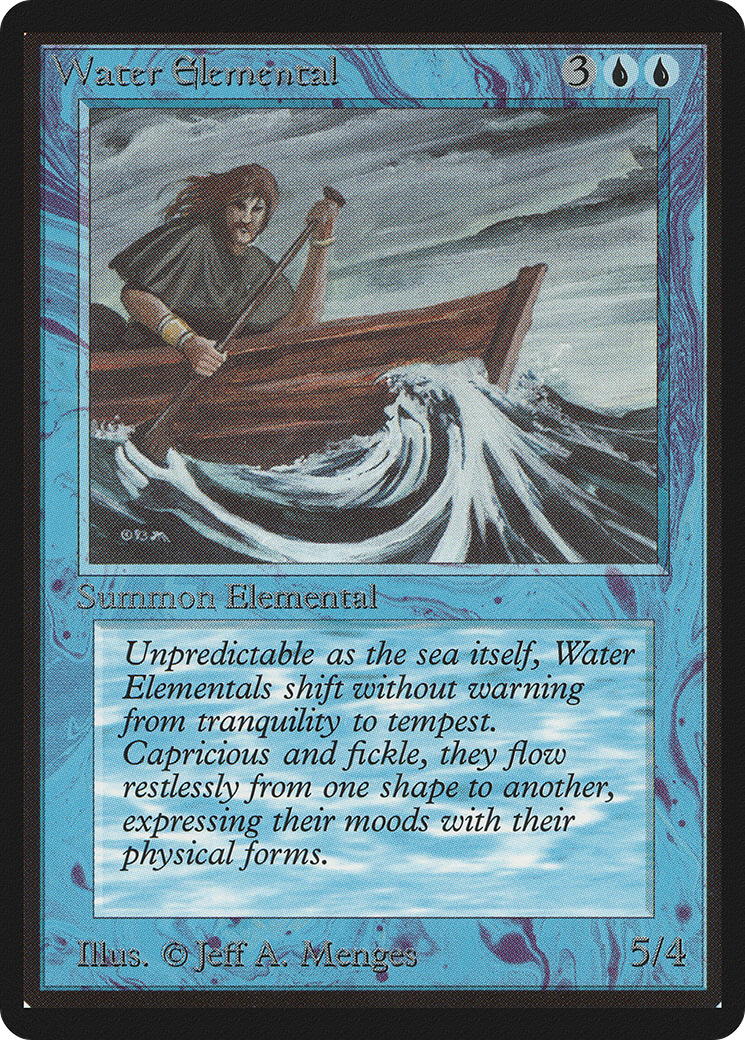 Water Elemental
3
©93 JM
Summon Elemental
Unpredictable as the sea itself, Water
Elementals shift without warning
from tranquility to tempest.
Capricious and fickle, they flow
restlessly from one shape to another,
expressing their moods with their
physical forms.
Illus. © Jeff A. Menges
5/4